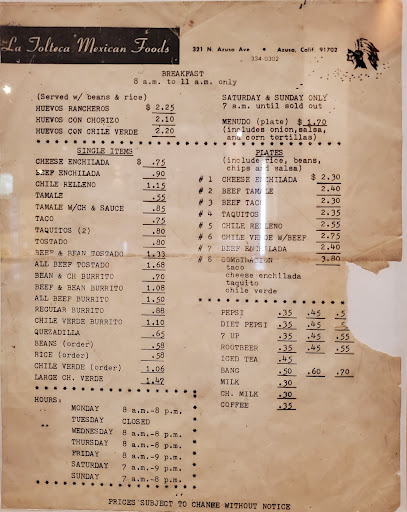 La Tolteca Mexican Foods
321 N. Azusa Ave • Azusa, Calif. 91702
334-0302
BREAKFAST
8 a.m. to 11 a.m. only
(Served w/ beans & rice)
HUEVOS RANCHEROS $ 2.25
HUEVOS CON CHORIZO 2.10
HUEVOS CON CHILE VERDE 2.20
SATURDAY & SUNDAY ONLY
7 a.m. until sold out
MENUDO (plate) $ 1.70
(includes onion, salsa,
and corn tortillas)
SINGLE ITEMS
CHEESE ENCHILADA $ .75
BEEF ENCHILADA .90
CHILE RELLENO 1.15
TAMALE .55
TAMALE W/CH & SAUCE .85
TACO .75
TAQUITOS (2) .80
TOSTADO .80
BEEF & BEAN TOSTADO 1.33
ALL BEEF TOSTADO 1.68
BEAN & CH BURRITO .70
BEEF & BEAN BURRITO 1.08
ALL BEEF BURRITO 1.50
REGULAR BURRITO .88
CHILE VERDE BURRITO 1.10
QUEZADILLA .65
BEANS (order) .58
RICE (order) .58
CHILE VERDE (order) 1.06
LARGE CH. VERDE 1.47
PLATES
(include rice, beans,
chips and salsa)
# 1 CHEESE ENCHILADA $ 2.30
# 2 BEEF TAMALE 2.40
# 3 BEEF TACO 2.30
# 4 TAQUITOS 2.35
# 5 CHILE RELLENO 2.55
# 6 CHILE VERDE W/BEEF 2.75
# 7 BEEF ENCHILADA 2.40
# 8 COMBINATION 3.80
taco
cheese enchilada
taquito
chile verde
PEPSI .35 .45 .5
DIET PEPSI .35 .45
7 UP .35 .45 .55
ROOTBEER .35 .45 .55
ICED TEA .45
BANG .50 .60 .70
MILK .30
CH. MILK .30
COFFEE .35
HOURS:
MONDAY 8 a.m.-8 p.m.
TUESDAY CLOSED
WEDNESDAY 8 a.m.-8 p.m.
THURSDAY 8 a.m.-8 p.m.
FRIDAY 8 a.m.-9 p.m.
SATURDAY 7 a.m.-9 p.m.
SUNDAY 7 a.m.-8 p.m.
PRICES SUBJECT TO CHANGE WITHOUT NOTICE